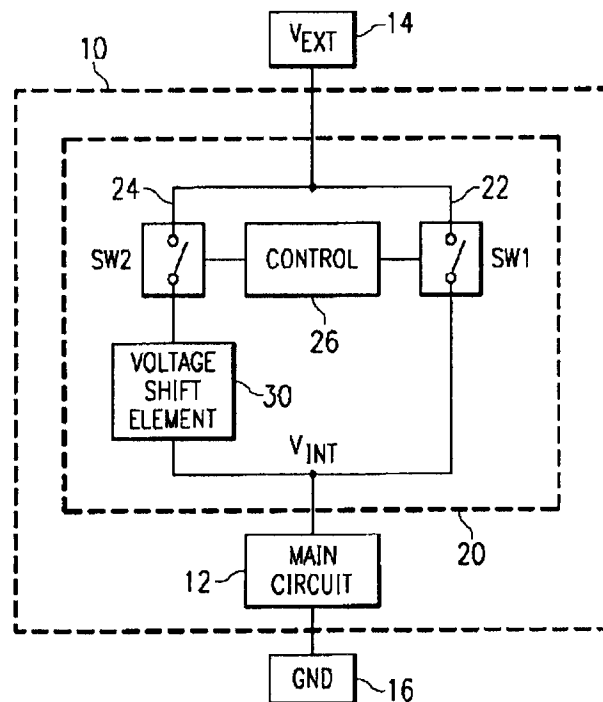 V_EXT 14
10
24 22
SW2 CONTROL SW1
26
VOLTAGE
SHIFT
ELEMENT
30
V_INT
20
12
MAIN
CIRCUIT
GND 16